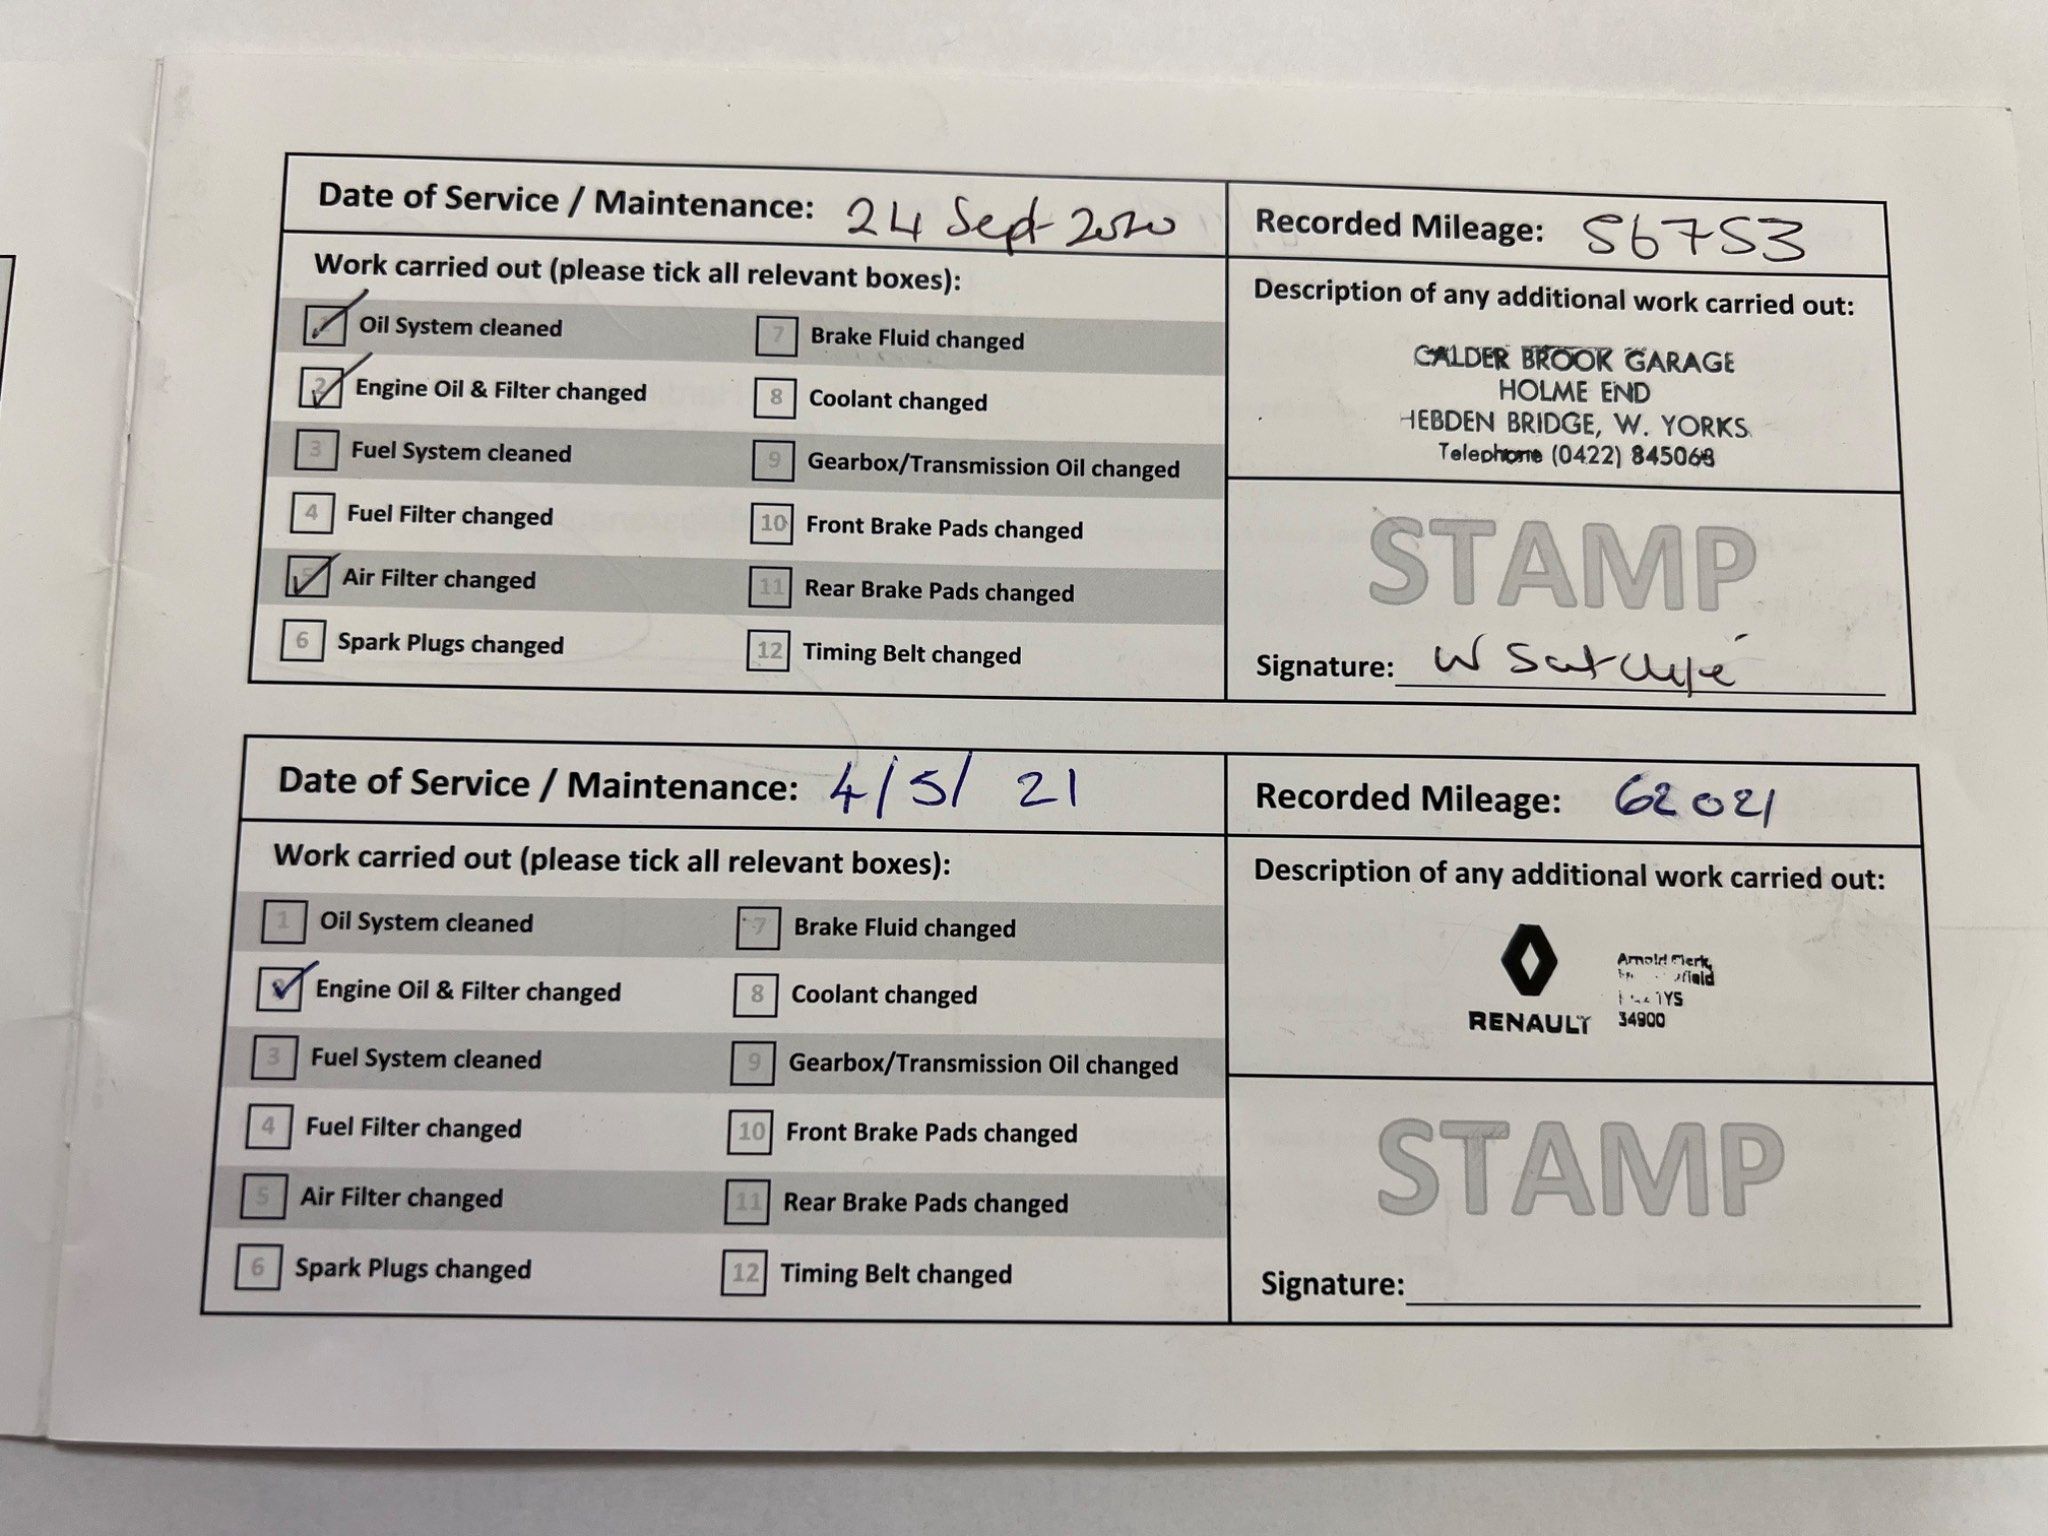 Date of Service / Maintenance: 24 Sept 2020
Recorded Mileage: 56753
Work carried out (please tick all relevant boxes):
Oil System cleaned
2 Engine Oil & Filter changed
3 Fuel System cleaned
4 Fuel Filter changed
Air Filter changed
6 Spark Plugs changed
7 Brake Fluid changed
8 Coolant changed
9 Gearbox/Transmission Oil changed
10 Front Brake Pads changed
11 Rear Brake Pads changed
12 Timing Belt changed
Description of any additional work carried out:
CALDER BROOK GARAGE
HOLME END
HEBDEN BRIDGE, W. YORKS.
Telephone (0422) 845068
STAMP
Signature: W Sutcliffe
Date of Service / Maintenance: 4/5/21
Recorded Mileage: 62021
Work carried out (please tick all relevant boxes):
1 Oil System cleaned
Engine Oil & Filter changed
3 Fuel System cleaned
4 Fuel Filter changed
5 Air Filter changed
6 Spark Plugs changed
7 Brake Fluid changed
8 Coolant changed
9 Gearbox/Transmission Oil changed
10 Front Brake Pads changed
11 Rear Brake Pads changed
12 Timing Belt changed
Description of any additional work carried out:
RENAULT
Arnold Clerk,
34900
STAMP
Signature: